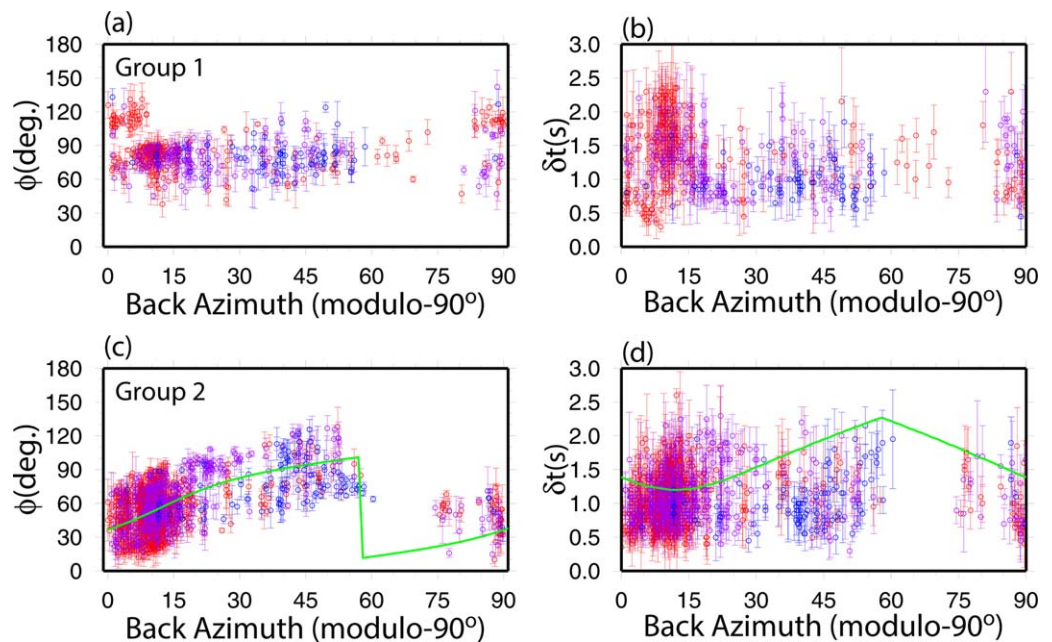 (a)
(b)
180
150
120
90
60
30
0
ϕ(deg.)
Group 1
0 15 30 45 60 75 90
Back Azimuth (modulo-90°)
3.0
2.5
2.0
1.5
1.0
0.5
0.0
δt(s)
0 15 30 45 60 75 90
Back Azimuth (modulo-90°)
(c)
(d)
180
150
120
90
60
30
0
ϕ(deg.)
Group 2
0 15 30 45 60 75 90
Back Azimuth (modulo-90°)
3.0
2.5
2.0
1.5
1.0
0.5
0.0
δt(s)
0 15 30 45 60 75 90
Back Azimuth (modulo-90°)